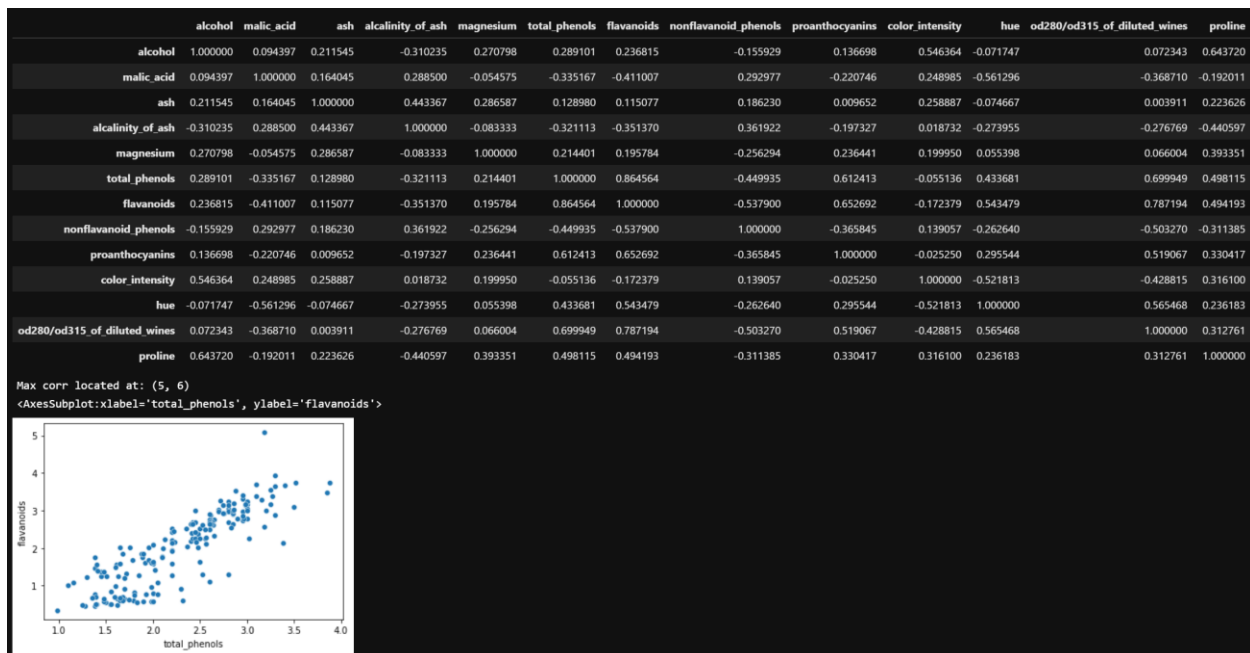 alcohol malic_acid ash alcalinity_of_ash magnesium total_phenols flavanoids nonflavanoid_phenols proanthocyanins color_intensity hue od280/od315_of_diluted_wines proline
alcohol 1.000000 0.094397 0.211545 -0.310235 0.270798 0.289101 0.236815 -0.155929 0.136698 0.546364 -0.071747 0.072343 0.643720
malic_acid 0.094397 1.000000 0.164045 0.288500 -0.054575 -0.335167 -0.411007 0.292977 -0.220746 0.248985 -0.561296 -0.368710 -0.192011
ash 0.211545 0.164045 1.000000 0.443367 0.286587 0.128980 0.115077 0.186230 0.009652 0.258887 -0.074667 0.003911 0.223626
alcalinity_of_ash -0.310235 0.288500 0.443367 1.000000 -0.083333 -0.321113 -0.351370 0.361922 -0.197327 0.018732 -0.273955 -0.276769 -0.440597
magnesium 0.270798 -0.054575 0.286587 -0.083333 1.000000 0.214401 0.195784 -0.256294 0.236441 0.199950 0.055398 0.066004 0.393351
total_phenols 0.289101 -0.335167 0.128980 -0.321113 0.214401 1.000000 0.864564 -0.449935 0.612413 -0.055136 0.433681 0.699949 0.498115
flavanoids 0.236815 -0.411007 0.115077 -0.351370 0.195784 0.864564 1.000000 -0.537900 0.652692 -0.172379 0.543479 0.787194 0.494193
nonflavanoid_phenols -0.155929 0.292977 0.186230 0.361922 -0.256294 -0.449935 -0.537900 1.000000 -0.365845 0.139057 -0.262640 -0.503270 -0.311385
proanthocyanins 0.136698 -0.220746 0.009652 -0.197327 0.236441 0.612413 0.652692 -0.365845 1.000000 -0.025250 0.295544 0.519067 0.330417
color_intensity 0.546364 0.248985 0.258887 0.018732 0.199950 -0.055136 -0.172379 0.139057 -0.025250 1.000000 -0.521813 -0.428815 0.316100
hue -0.071747 -0.561296 -0.074667 -0.273955 0.055398 0.433681 0.543479 -0.262640 0.295544 -0.521813 1.000000 0.565468 0.236183
od280/od315_of_diluted_wines 0.072343 -0.368710 0.003911 -0.276769 0.066004 0.699949 0.787194 -0.503270 0.519067 -0.428815 0.565468 1.000000 0.312761
proline 0.643720 -0.192011 0.223626 -0.440597 0.393351 0.498115 0.494193 -0.311385 0.330417 0.316100 0.236183 0.312761 1.000000
Max corr located at: (5, 6)
<AxesSubplot:xlabel='total_phenols', ylabel='flavanoids'>
5
4
3
2
1
flavanoids
1.0 1.5 2.0 2.5 3.0 3.5 4.0
total_phenols